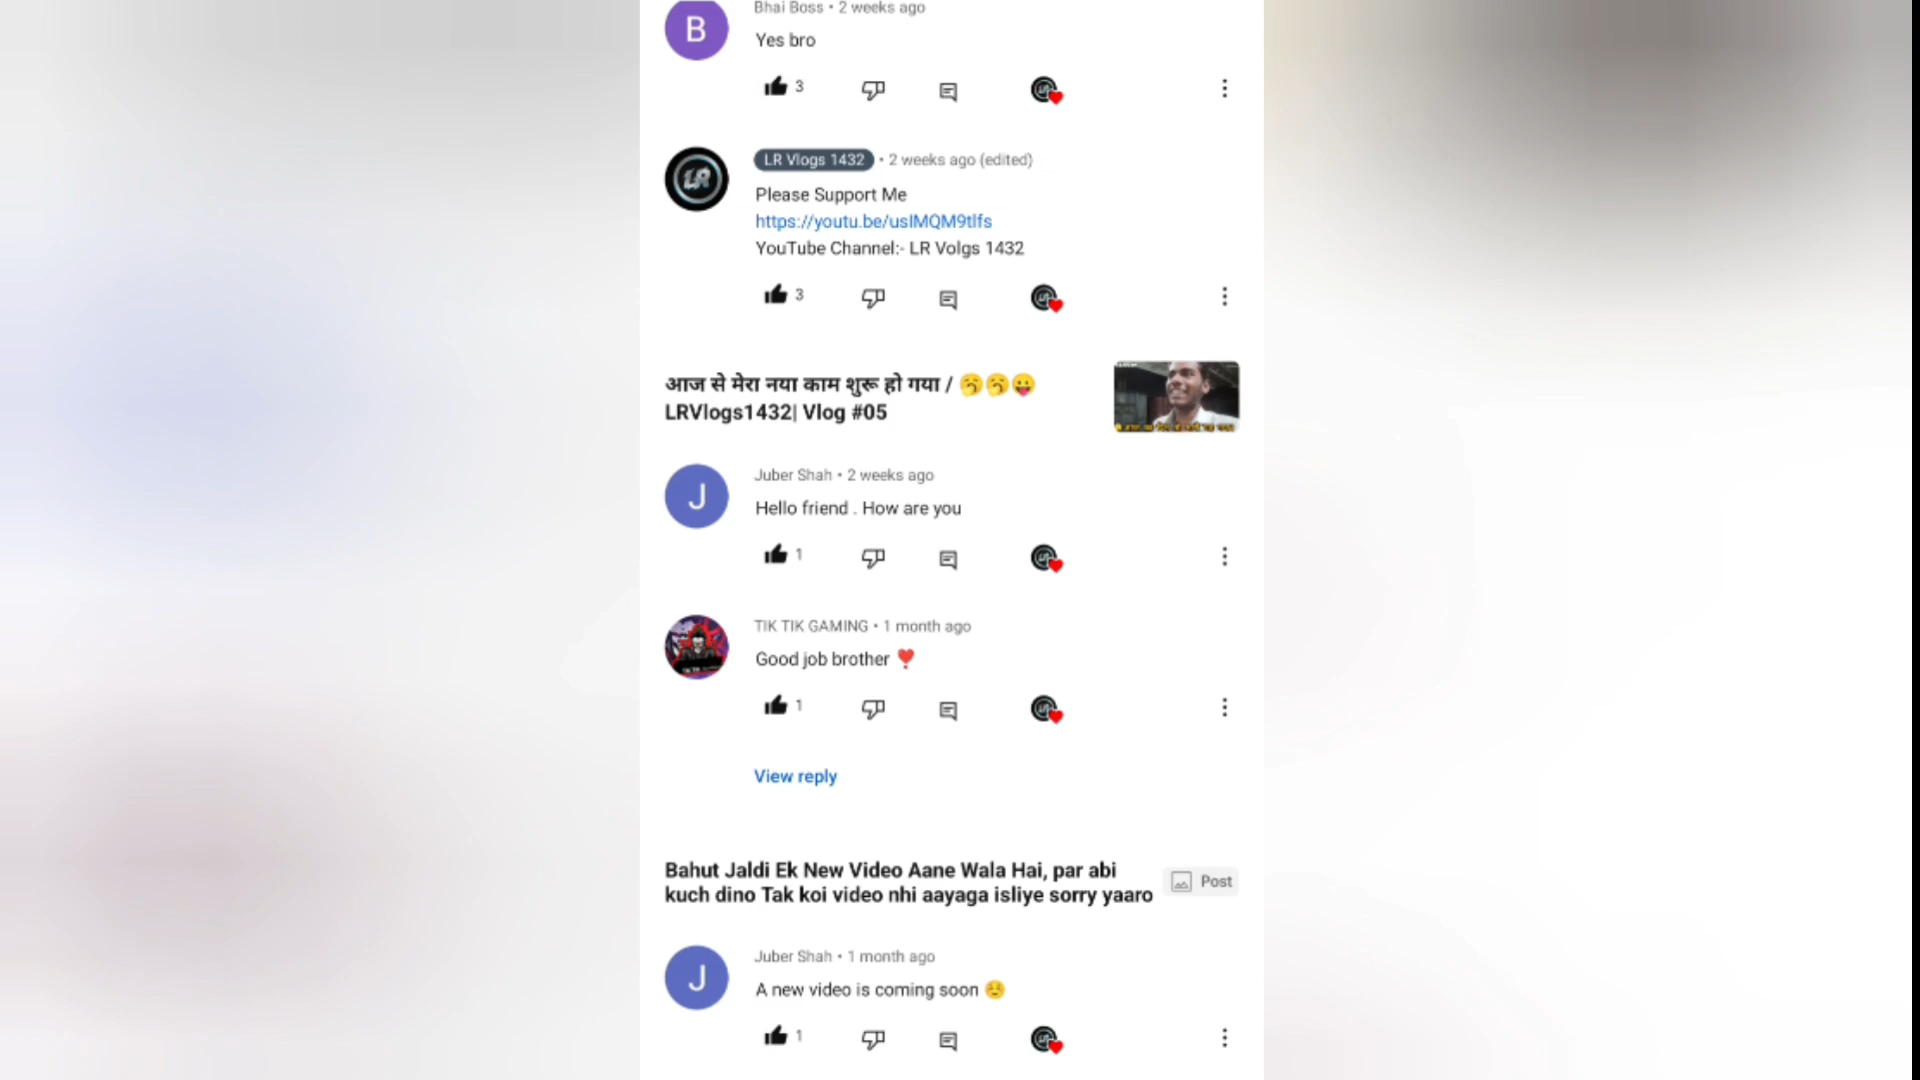 B
Bhai Boss • 2 weeks ago
Yes bro
3
LR
LR Vlogs 1432 • 2 weeks ago (edited)
Please Support Me
https://youtu.be/usIMQM9tlfs
YouTube Channel:- LR Volgs 1432
3
आज से मेरा नया काम शुरू हो गया / 🥱🥱😛
LRVlogs1432| Vlog #05
J
Juber Shah • 2 weeks ago
Hello friend . How are you
1
TIK TIK GAMING • 1 month ago
Good job brother ❣️
1
View reply
Bahut Jaldi Ek New Video Aane Wala Hai, par abi
kuch dino Tak koi video nhi aayaga isliye sorry yaaro
Post
J
Juber Shah • 1 month ago
A new video is coming soon ☺️
1